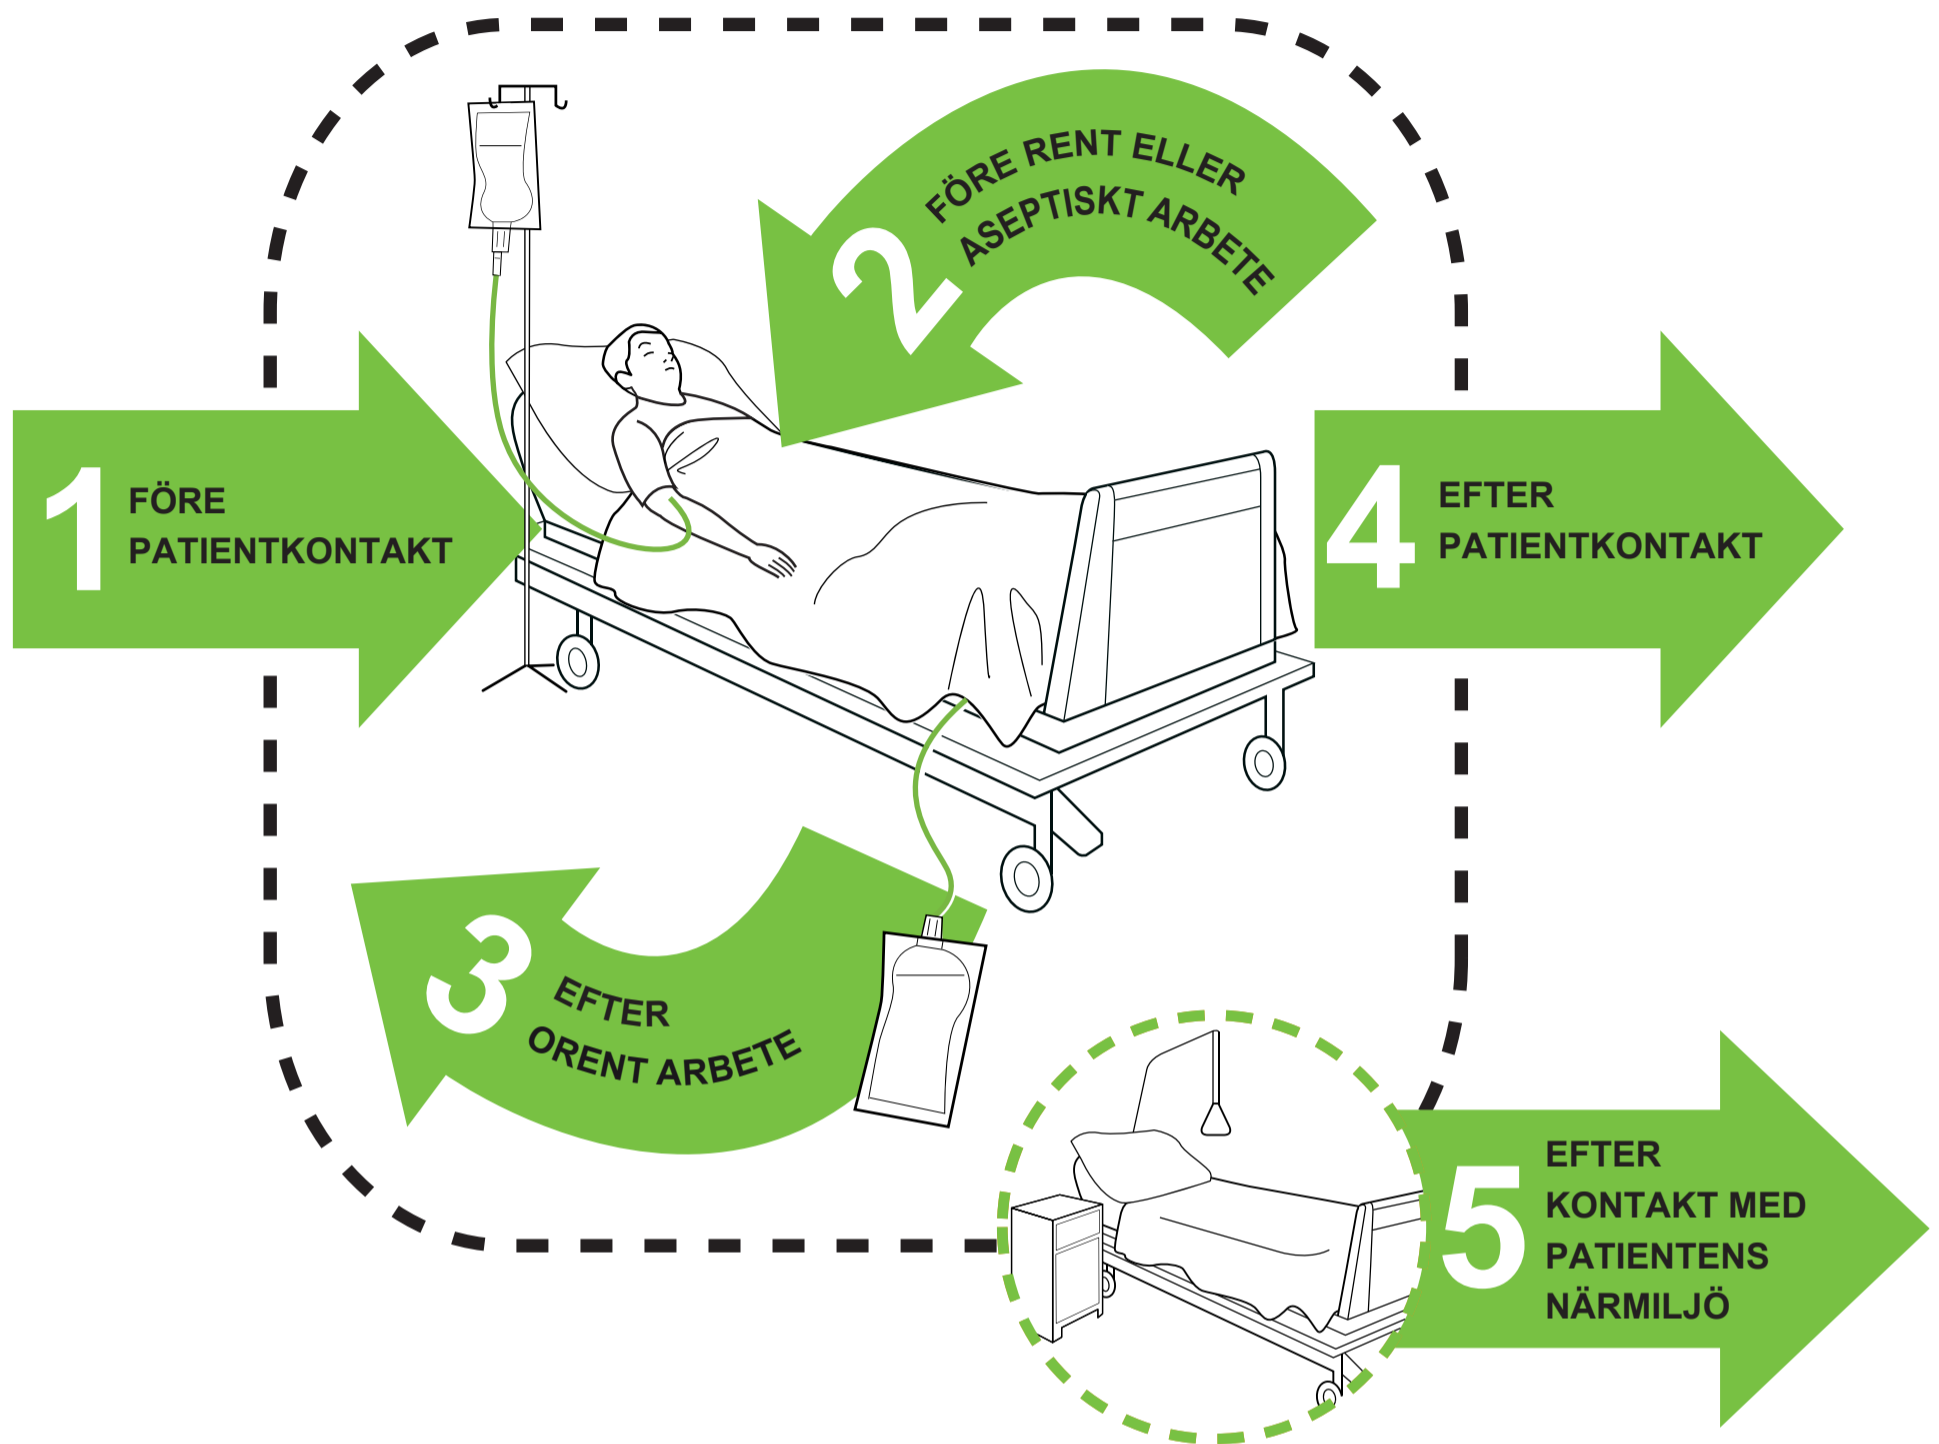 1
FÖRE
PATIENTKONTAKT
2
FÖRE RENT ELLER
ASEPTISKT ARBETE
3
EFTER
ORENT ARBETE
4
EFTER
PATIENTKONTAKT
5
EFTER
KONTAKT MED
PATIENTENS
NÄRMILJÖ